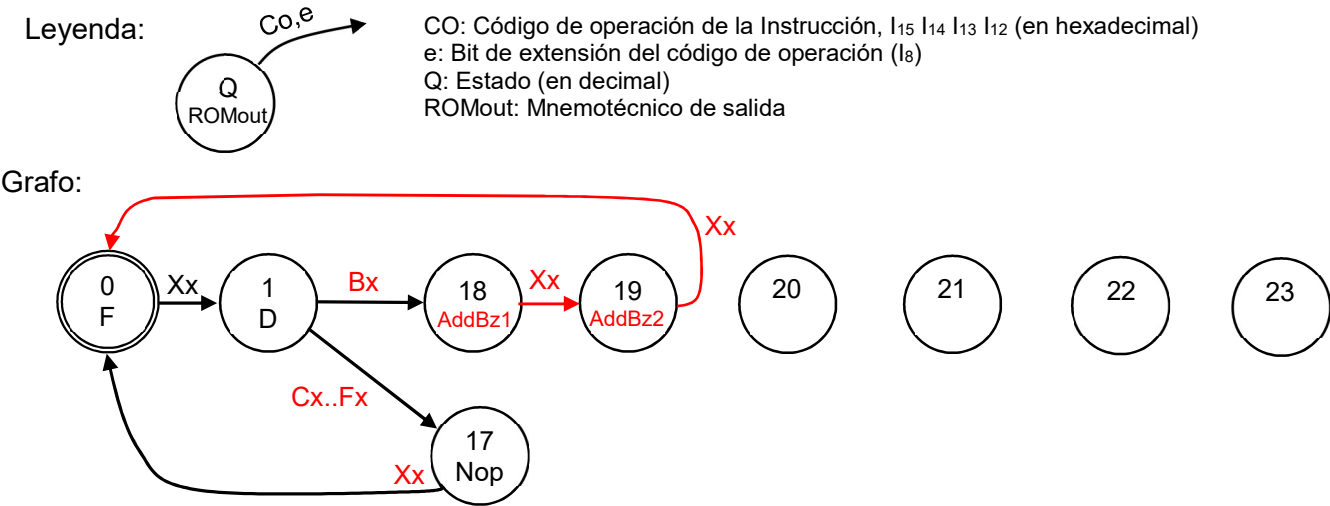 Leyenda:
Co,e
Q
ROMout
CO: Código de operación de la Instrucción, I15 I14 I13 I12 (en hexadecimal)
e: Bit de extensión del código de operación (I8)
Q: Estado (en decimal)
ROMout: Mnemotécnico de salida
Grafo:
Xx
0
F
Xx
1
D
Bx
18
AddBz1
Xx
19
AddBz2
20
21
22
23
Cx..Fx
17
Nop
Xx